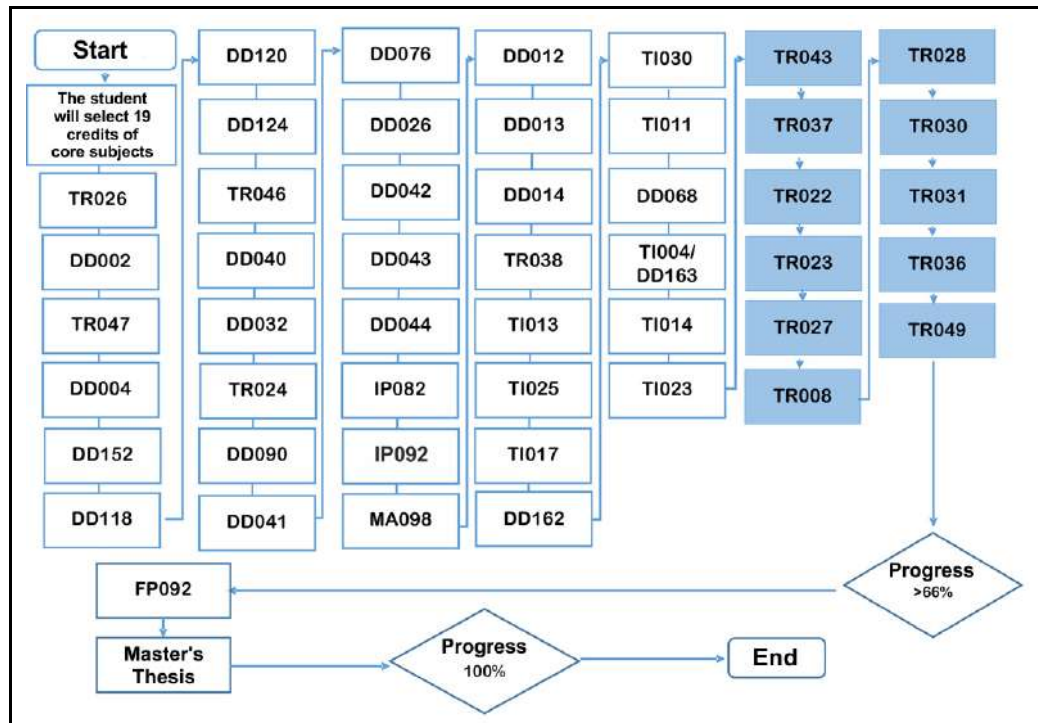 Start
The student
will select 19
credits of
core subjects
TR026
DD002
TR047
DD004
DD152
DD118
DD120
DD124
TR046
DD040
DD032
TR024
DD090
DD041
DD076
DD026
DD042
DD043
DD044
IP082
IP092
MA098
DD012
DD013
DD014
TR038
TI013
TI025
TI017
DD162
TI030
TI011
DD068
TI004/
DD163
TI014
TI023
TR043
TR037
TR022
TR023
TR027
TR008
TR028
TR030
TR031
TR036
TR049
Progress
>66%
FP092
Master's
Thesis
Progress
100%
End